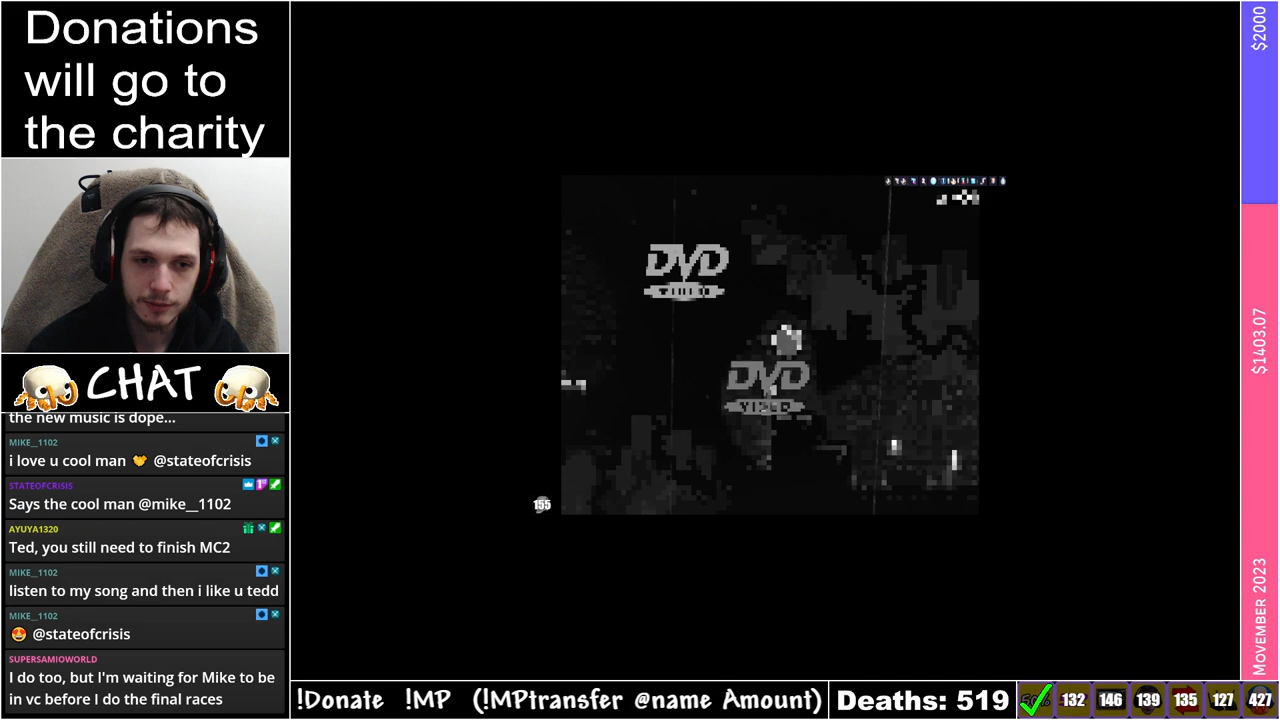 Donations
will go to
the charity
CHAT
the new music is dope...
MIKE__1102
i love u cool man @stateofcrisis
STATEOFCRISIS
Says the cool man @mike__1102
AYUYA1320
Ted, you still need to finish MC2
MIKE__1102
listen to my song and then i like u tedd
MIKE__1102
@stateofcrisis
SUPERSAMIOWORLD
I do too, but I'm waiting for Mike to be
in vc before I do the final races
DVD
VIDEO
DVD
VIDEO
155
!Donate !MP (!MPtransfer @name Amount)
Deaths: 519
132 146 139 135 127 427
$2000
$1403.07
MOVEMBER 2023